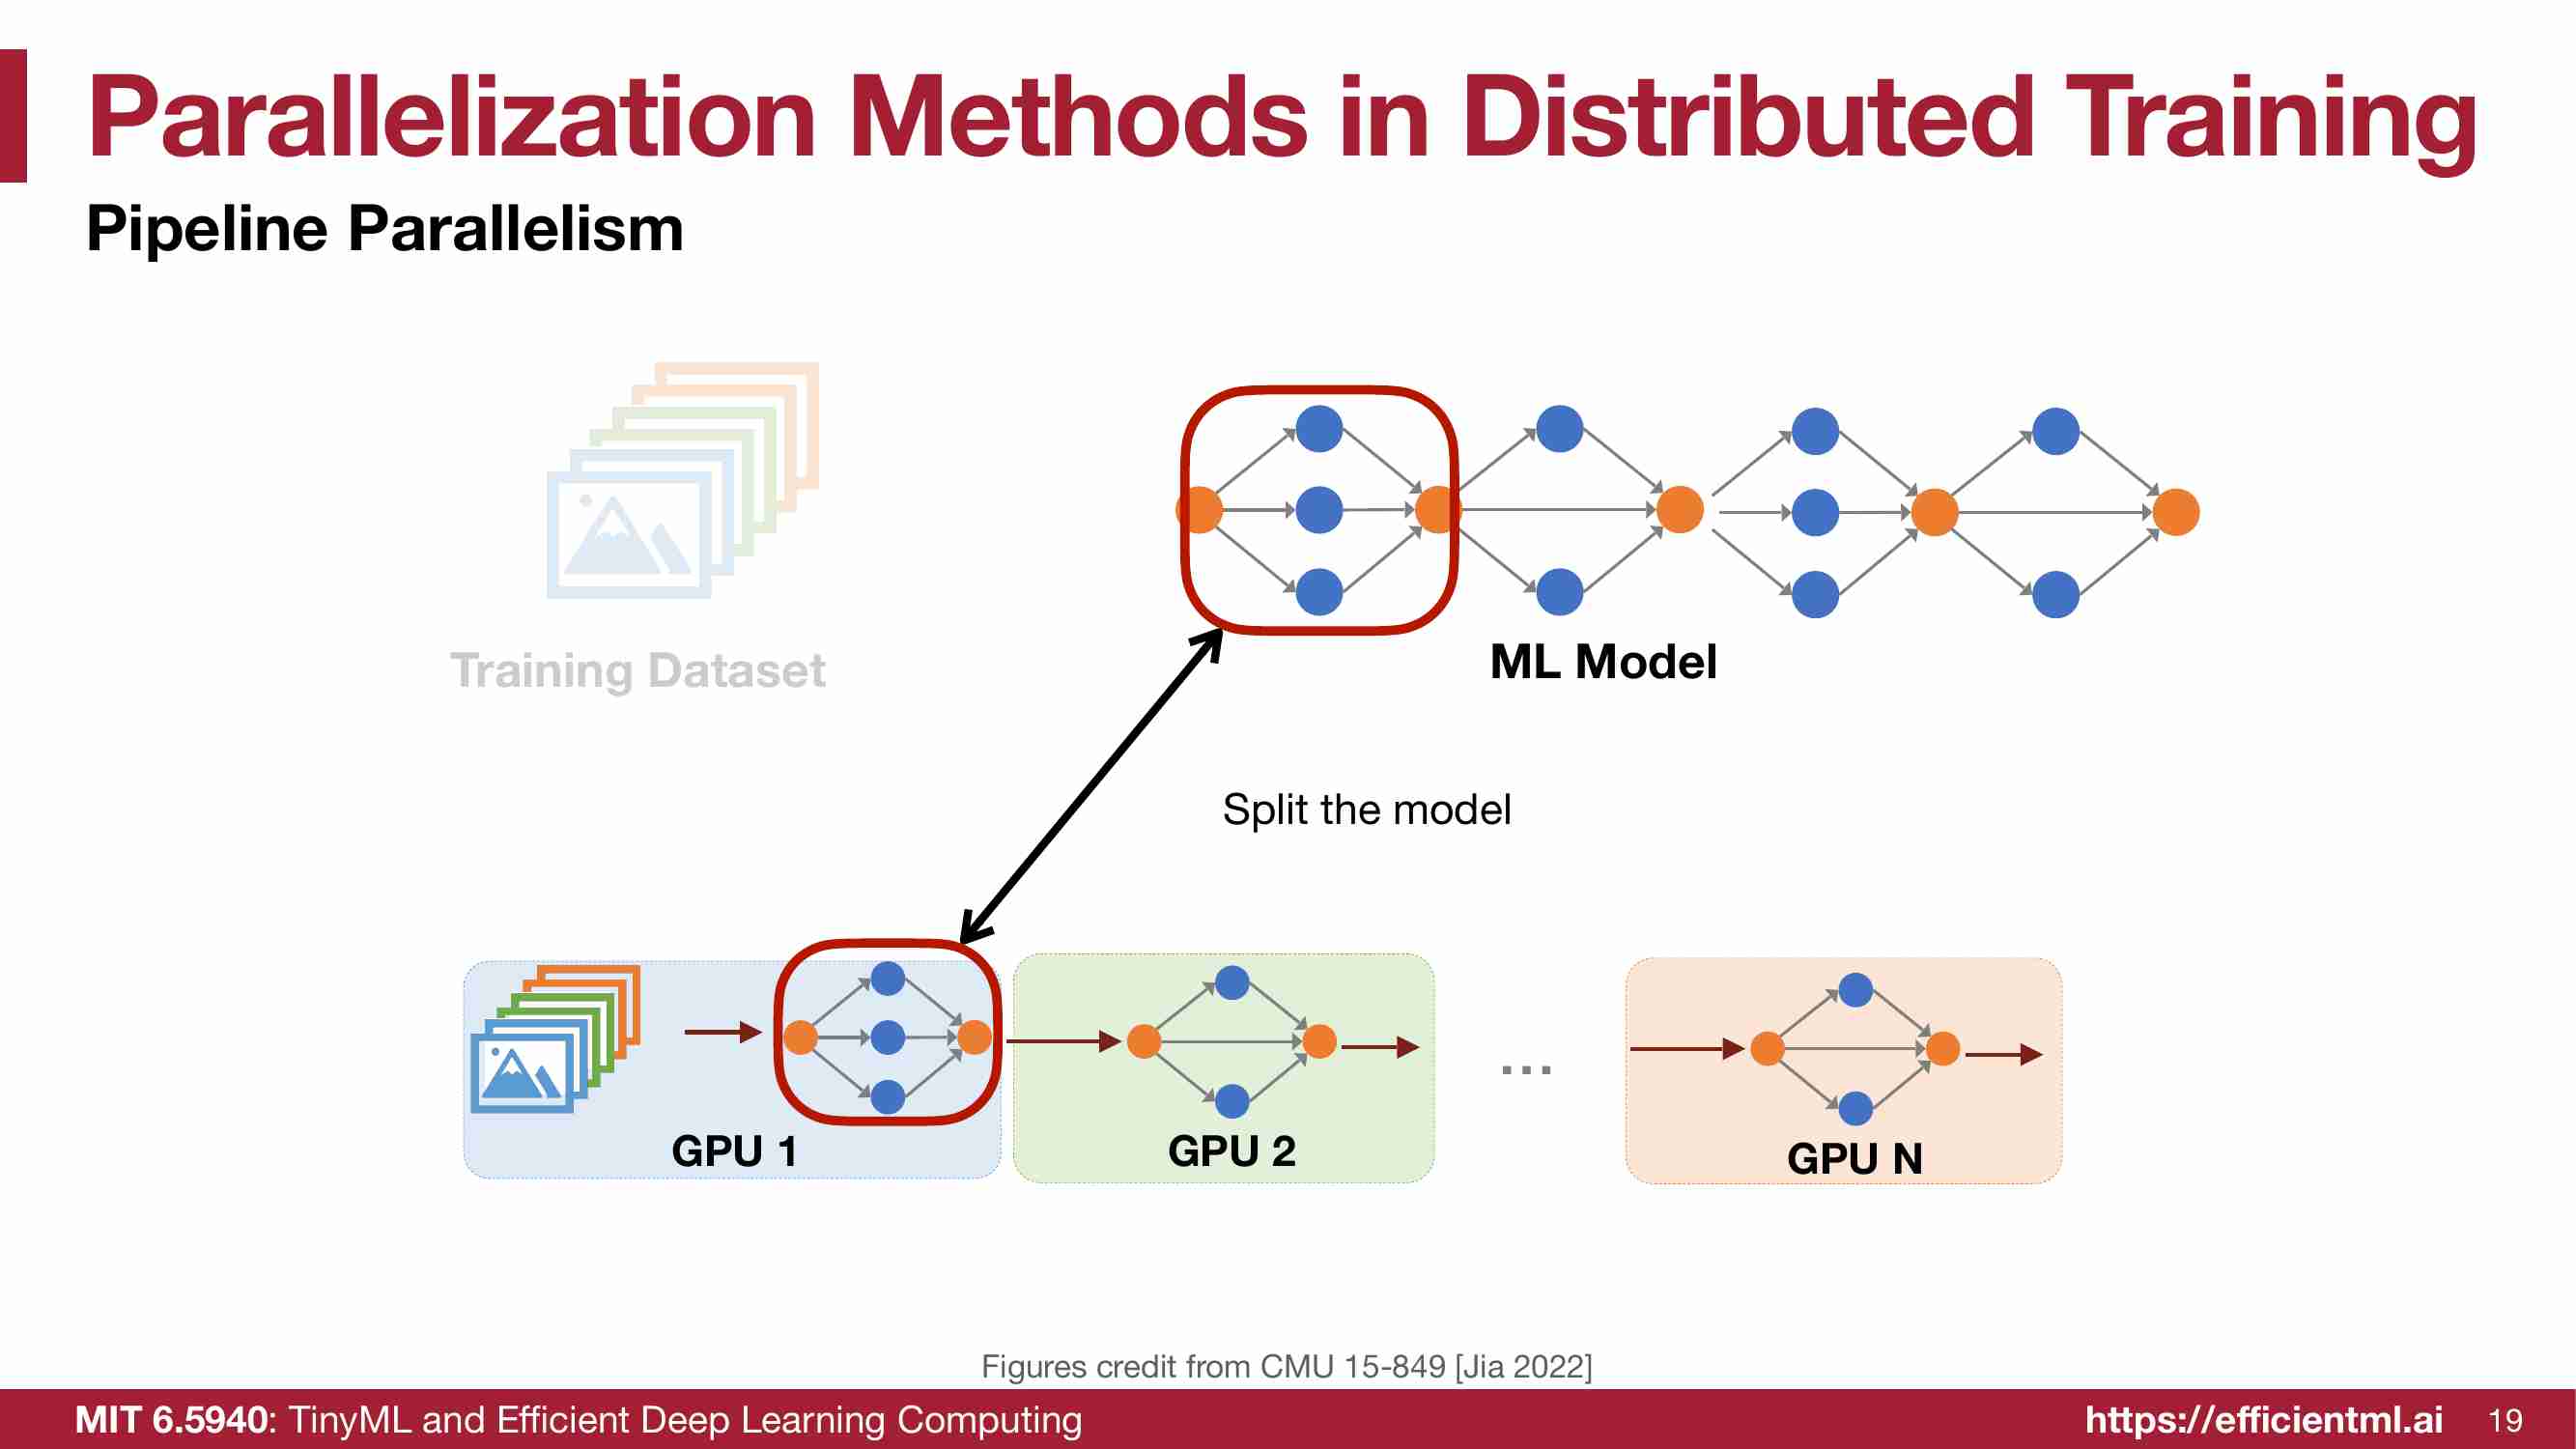 Parallelization Methods in Distributed Training
Pipeline Parallelism
Training Dataset
ML Model
Split the model
GPU 1
GPU 2
...
GPU N
Figures credit from CMU 15-849 [Jia 2022]
MIT 6.5940: TinyML and Efficient Deep Learning Computing
https://efficientml.ai 19